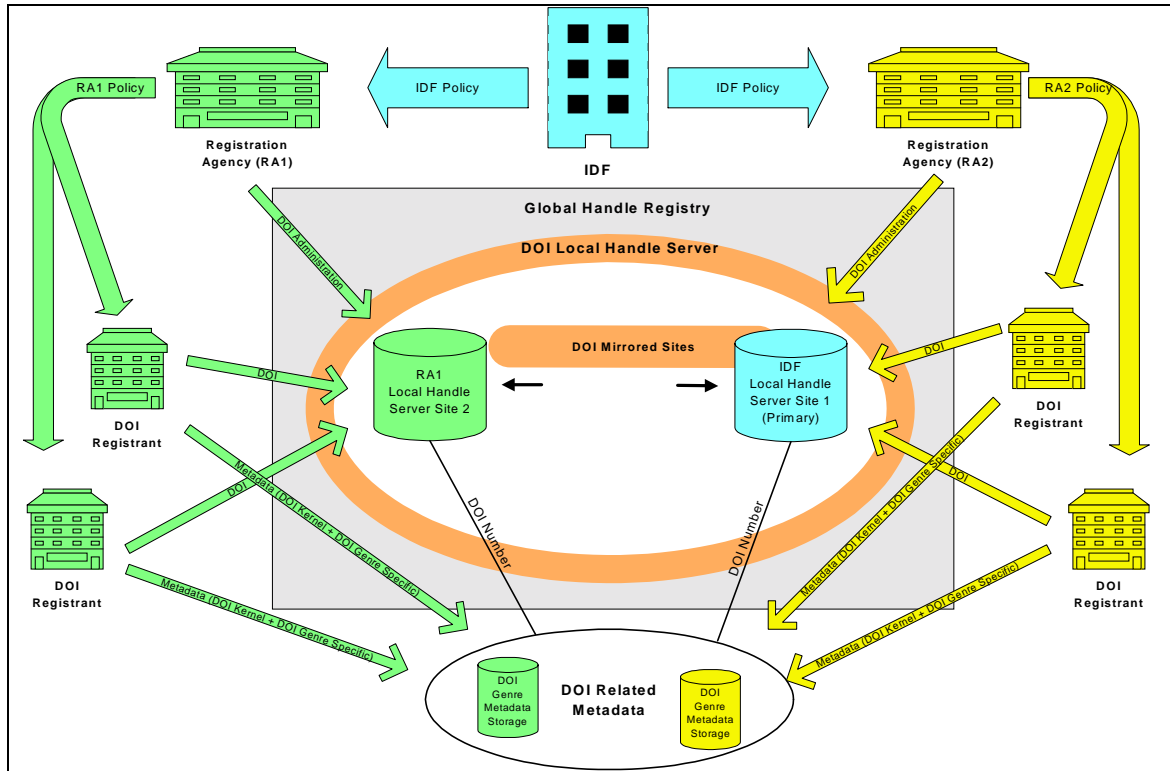 RA1 Policy
IDF Policy
IDF Policy
RA2 Policy
Registration
Agency (RA1)
IDF
Registration
Agency (RA2)
Global Handle Registry
DOI Local Handle Server
DOI Administration
DOI Administration
DOI Mirrored Sites
RA1
Local Handle
Server Site 2
IDF
Local Handle
Server Site 1
(Primary)
DOI
DOI
DOI
Registrant
DOI
Registrant
DOI
DOI
Metadata (DOI Kernel + DOI Genre Specific)
Metadata (DOI Kernel + DOI Genre Specific)
DOI Number
DOI Number
DOI
Registrant
DOI
Registrant
Metadata (DOI Kernel + DOI Genre Specific)
Metadata (DOI Kernel + DOI Genre Specific)
DOI
Genre
Metadata
Storage
DOI Related
Metadata
DOI
Genre
Metadata
Storage